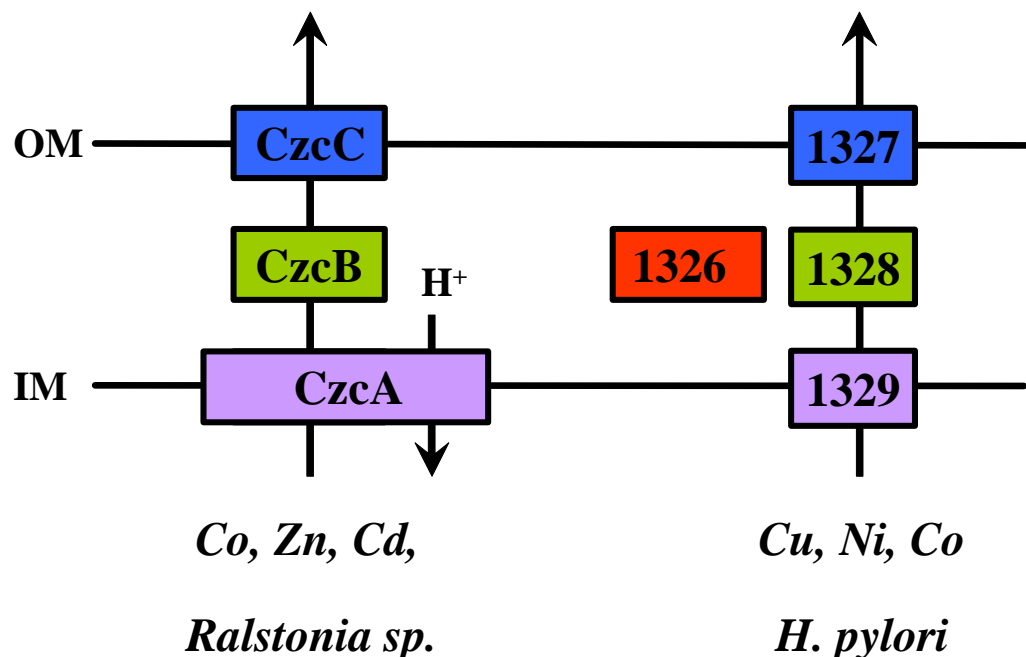 OM CzcC 1327
CzcB 1326 1328
H⁺
IM CzcA 1329
Co, Zn, Cd, Cu, Ni, Co
Ralstonia sp. H. pylori